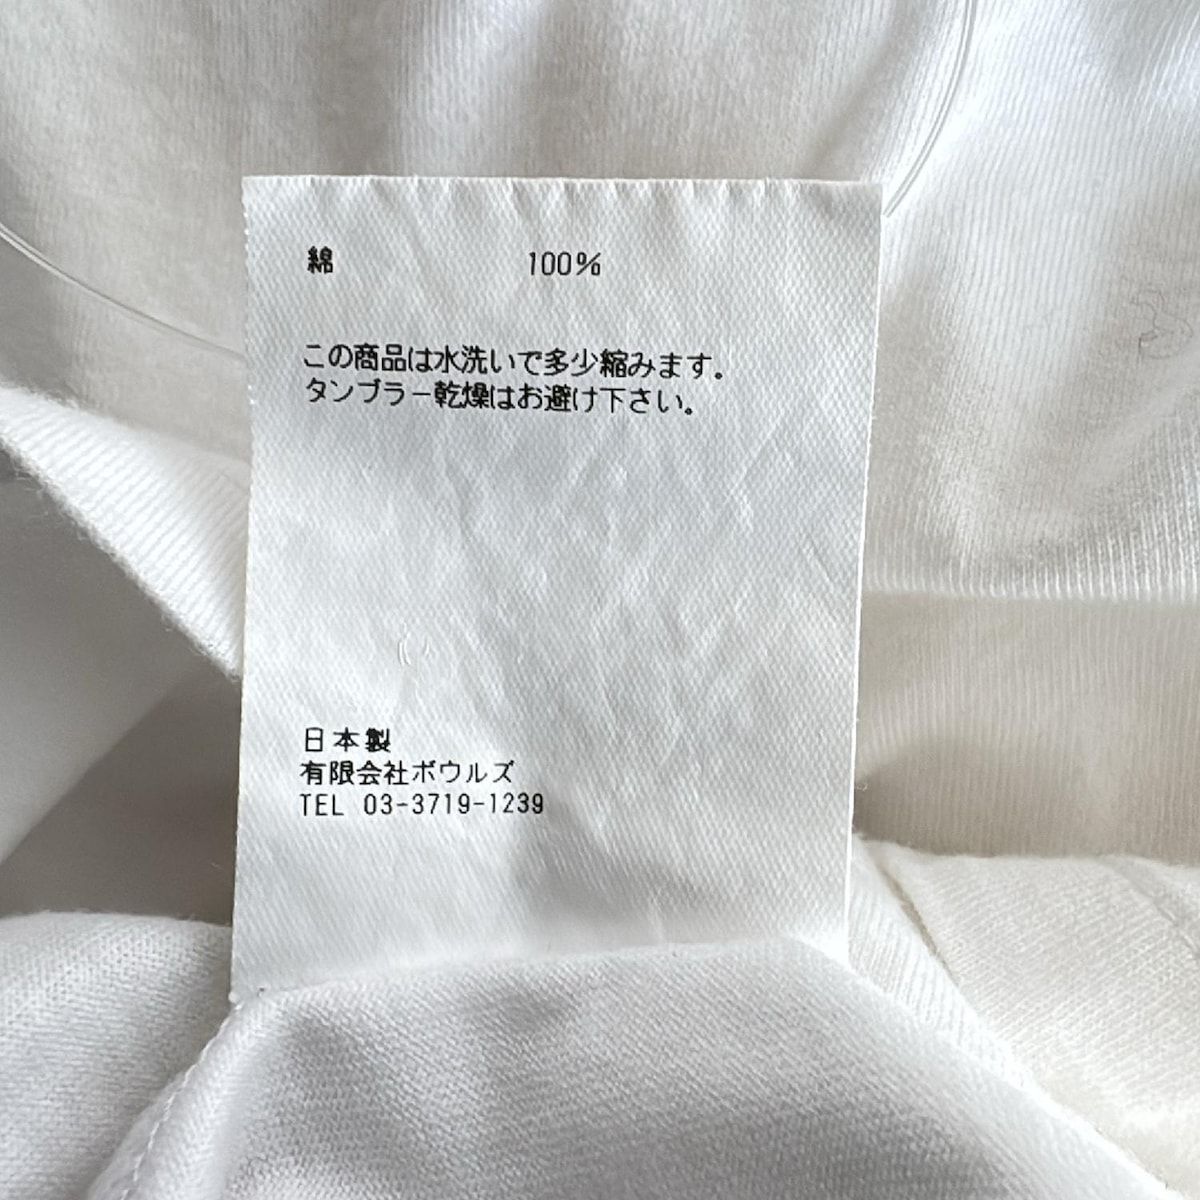 綿 100%
この商品は水洗いで多少縮みます。
タンブラー乾燥はお避け下さい。
日本製
有限会社ボウルズ
TEL 03-3719-1239